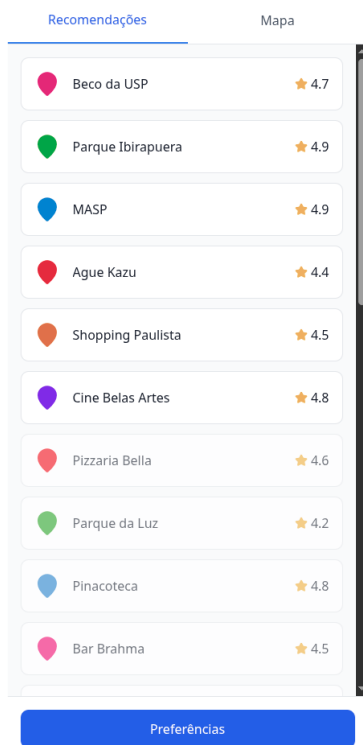 Recomendações
Mapa
Beco da USP 4.7
Parque Ibirapuera 4.9
MASP 4.9
Ague Kazu 4.4
Shopping Paulista 4.5
Cine Belas Artes 4.8
Pizzaria Bella 4.6
Parque da Luz 4.2
Pinacoteca 4.8
Bar Brahma 4.5
Preferências